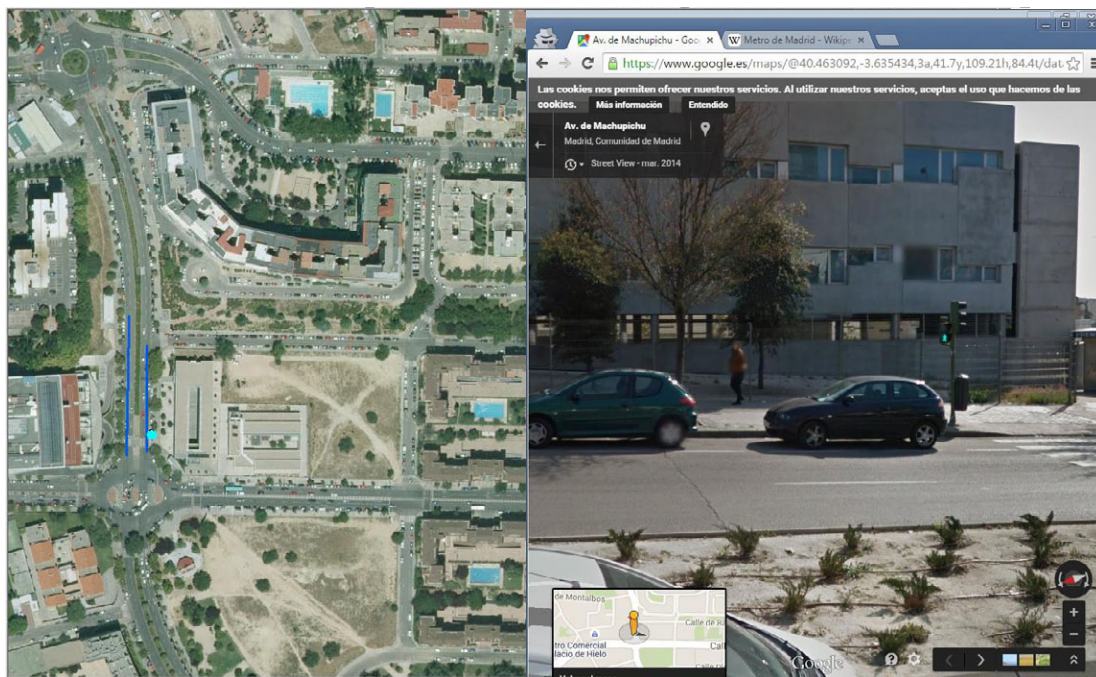 Av. de Machupichu - Goo
Metro de Madrid - Wikipe
https://www.google.es/maps/@40.463092,-3.635434,3a,41.7y,109.21h,84.4t/dat
Las cookies nos permiten ofrecer nuestros servicios. Al utilizar nuestros servicios, aceptas el uso que hacemos de las
cookies. Más información Entendido
Av. de Machupichu
Madrid, Comunidad de Madrid
Street View - mar. 2014
de Montalbos
Calle de
tro Comercial
lacio de Hielo
Calle
Google